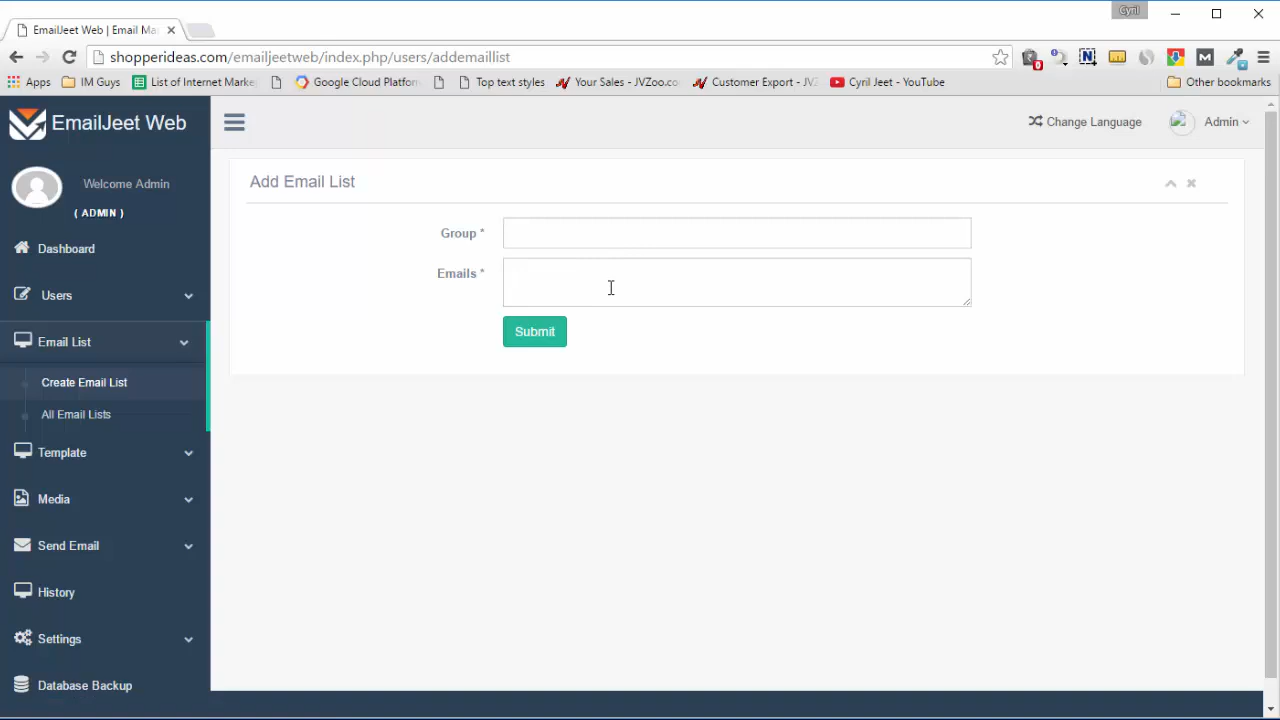 Cyril
EmailJeet Web | Email Ma
shopperideas.com/emailjeetweb/index.php/users/addemaillist
Apps
IM Guys
List of Internet Marke
Google Cloud Platform
Top text styles
Your Sales - JVZoo.co
Customer Export - JVZ
Cyril Jeet - YouTube
Other bookmarks
EmailJeet Web
Change Language
Admin
Welcome Admin
( ADMIN )
Dashboard
Users
Email List
Create Email List
All Email Lists
Template
Media
Send Email
History
Settings
Database Backup
Add Email List
Group *
Emails *
Submit